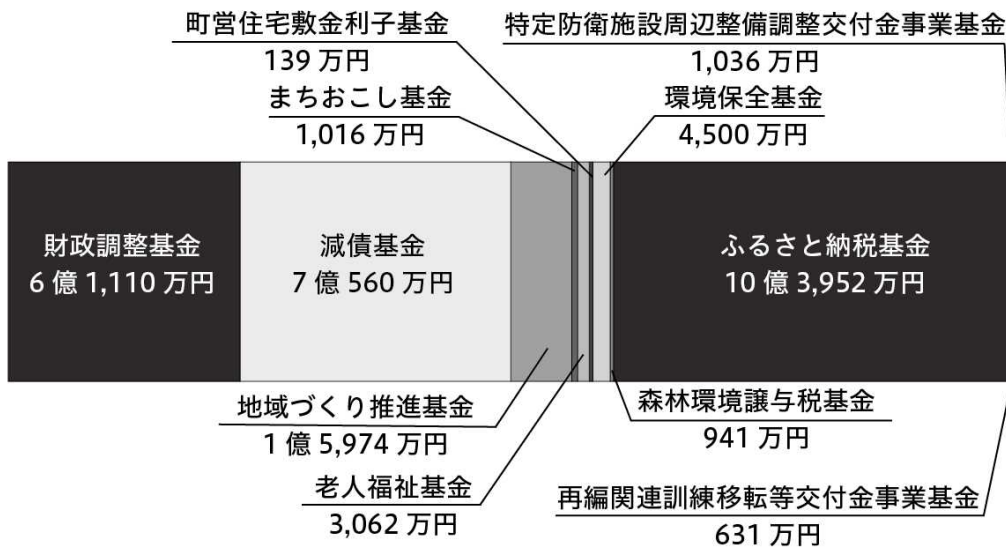 町営住宅敷金利子基金
139 万円
特定防衛施設周辺整備調整交付金事業基金
1,036 万円
まちおこし基金
1,016 万円
環境保全基金
4,500 万円
財政調整基金
6 億 1,110 万円
減債基金
7 億 560 万円
ふるさと納税基金
10 億 3,952 万円
地域づくり推進基金
1 億 5,974 万円
森林環境譲与税基金
941 万円
老人福祉基金
3,062 万円
再編関連訓練移転等交付金事業基金
631 万円